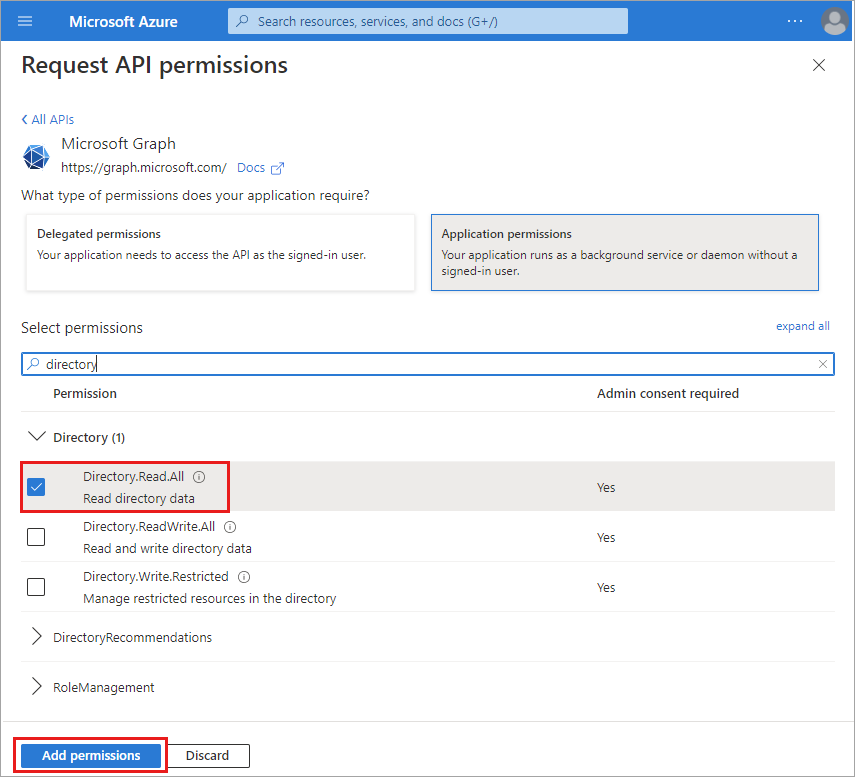 Microsoft Azure
Search resources, services, and docs (G+/)
...
Request API permissions
All APIs
Microsoft Graph
https://graph.microsoft.com/ Docs
What type of permissions does your application require?
Delegated permissions
Your application needs to access the API as the signed-in user.
Application permissions
Your application runs as a background service or daemon without a
signed-in user.
Select permissions
expand all
directory
Permission
Admin consent required
Directory (1)
Directory.Read.All
Read directory data
Yes
Directory.ReadWrite.All
Read and write directory data
Yes
Directory.Write.Restricted
Manage restricted resources in the directory
Yes
DirectoryRecommendations
RoleManagement
Add permissions
Discard